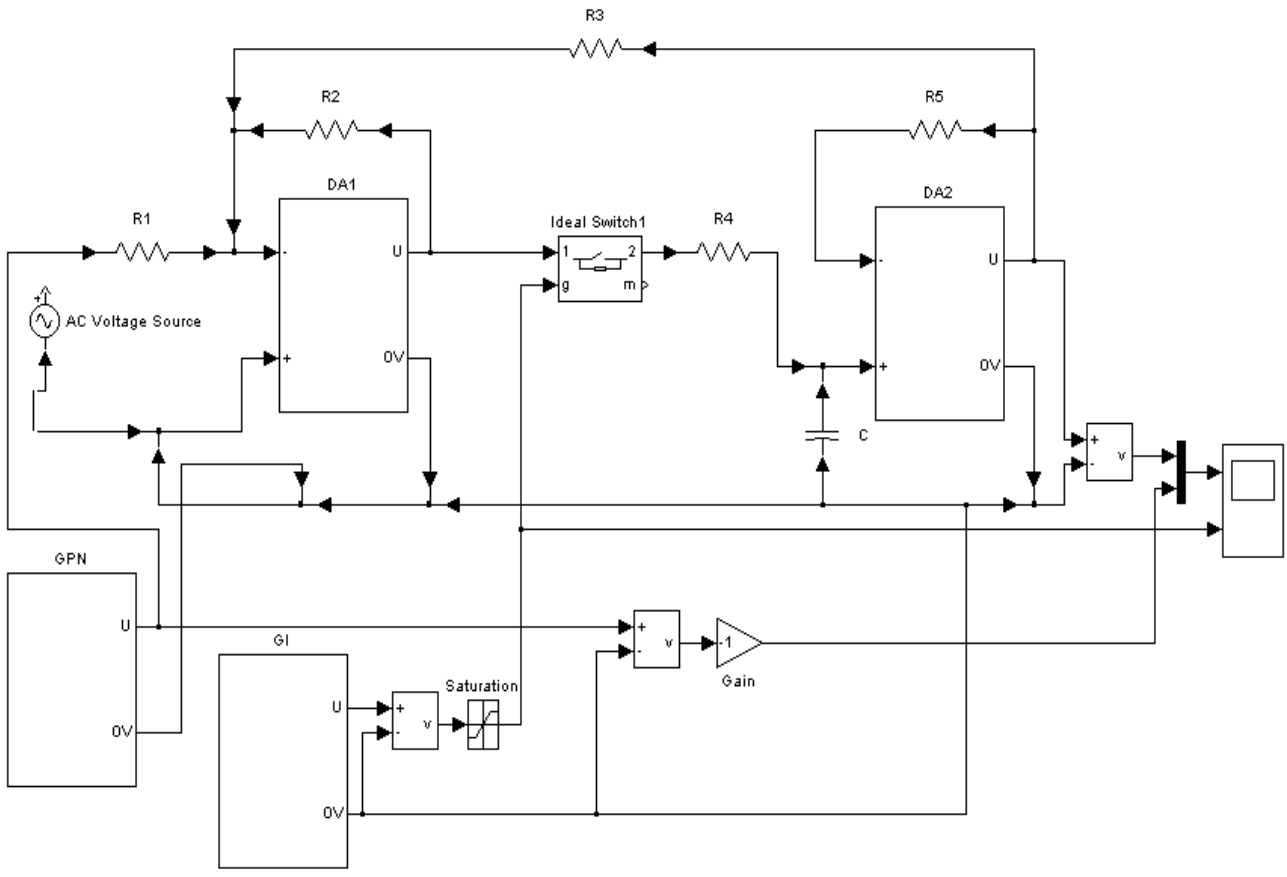 R3
R2
R5
DA1
DA2
R1
Ideal Switch1
R4
-
U
1
2
-
U
g
m
+
AC Voltage Source
+
0V
+
0V
C
+
-
v
GPN
U
0V
GI
U
0V
+
-
v
Saturation
+
-
v
-1
Gain